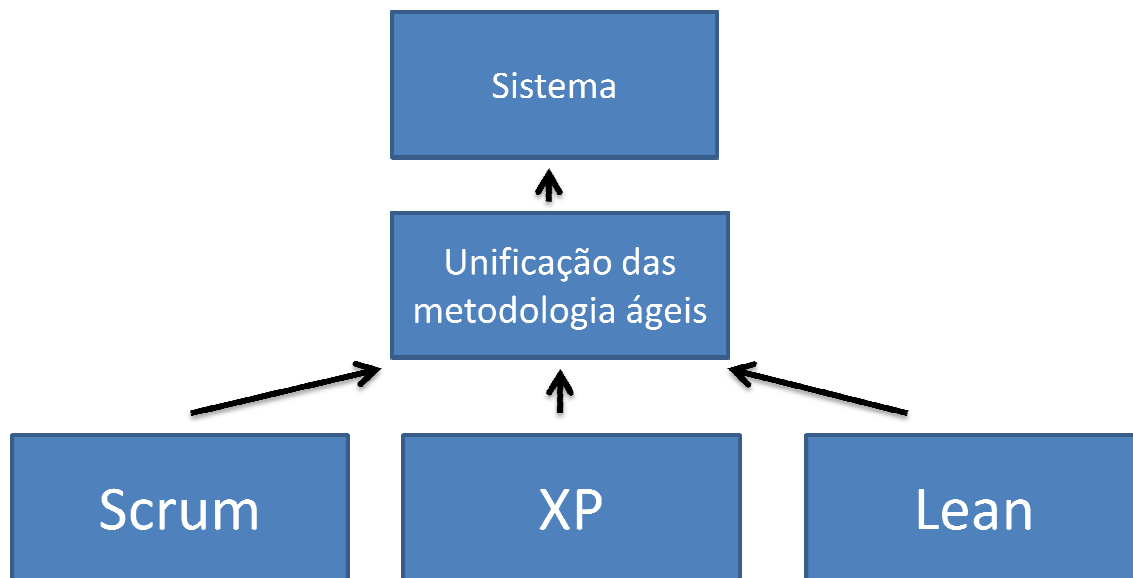 Sistema
Unificação das
metodologia ágeis
Scrum
XP
Lean